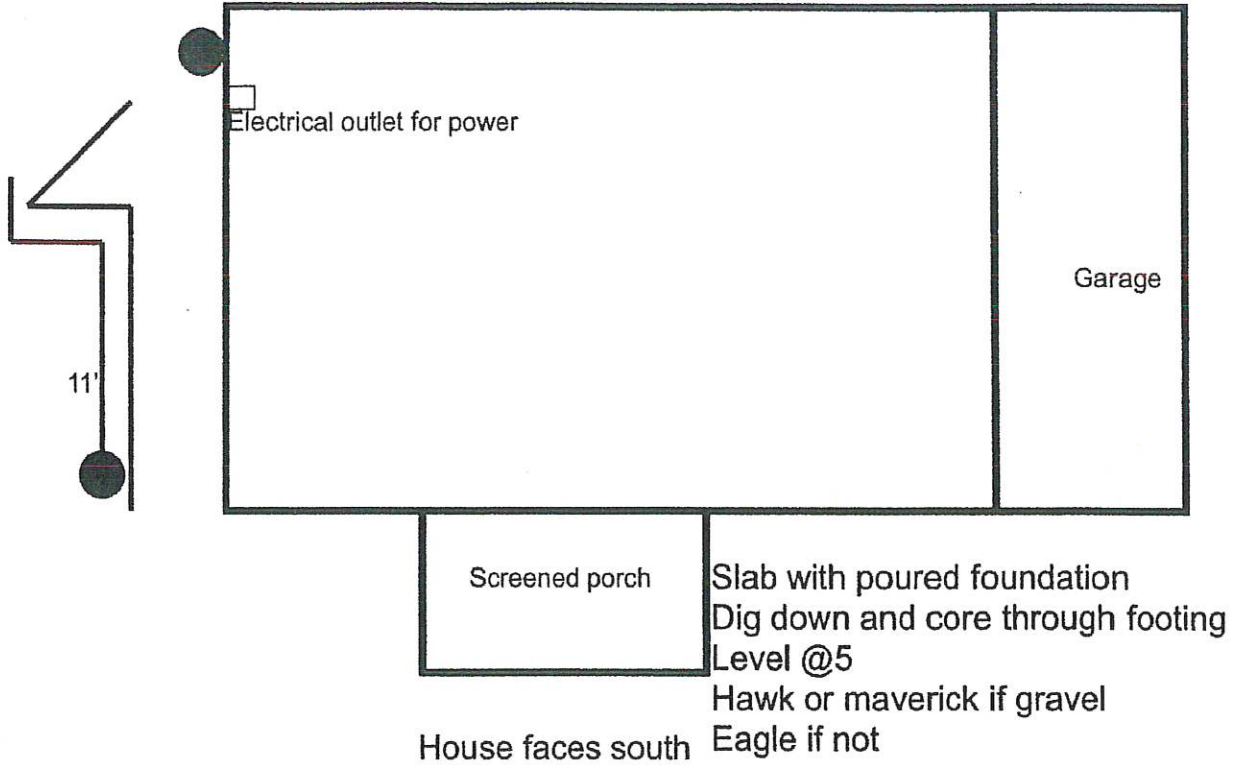 Electrical outlet for power
Garage
11'
Screened porch
Slab with poured foundation
Dig down and core through footing
Level @5
Hawk or maverick if gravel
Eagle if not
House faces south